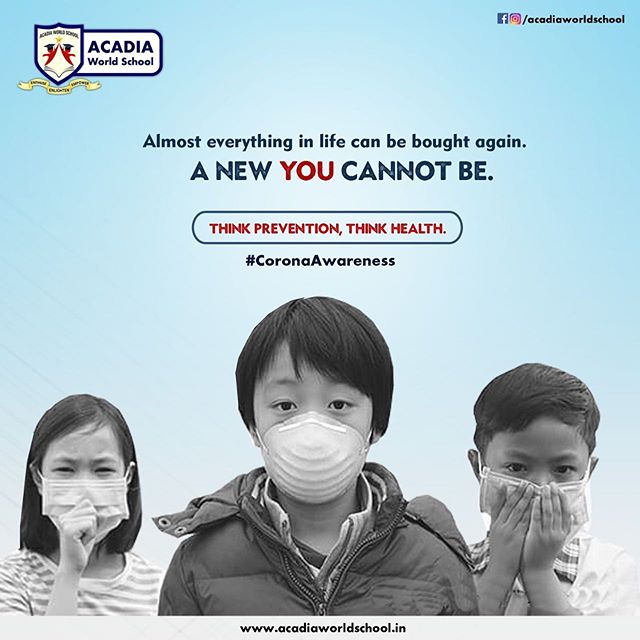 ACADIA WORLD SCHOOL
ACADIA
World School
ENTHUSE
ENLIGHTEN
EMPOWER
/acadiaworldschool
Almost everything in life can be bought again.
A NEW YOU CANNOT BE.
THINK PREVENTION, THINK HEALTH.
#CoronaAwareness
www.acadiaworldschool.in